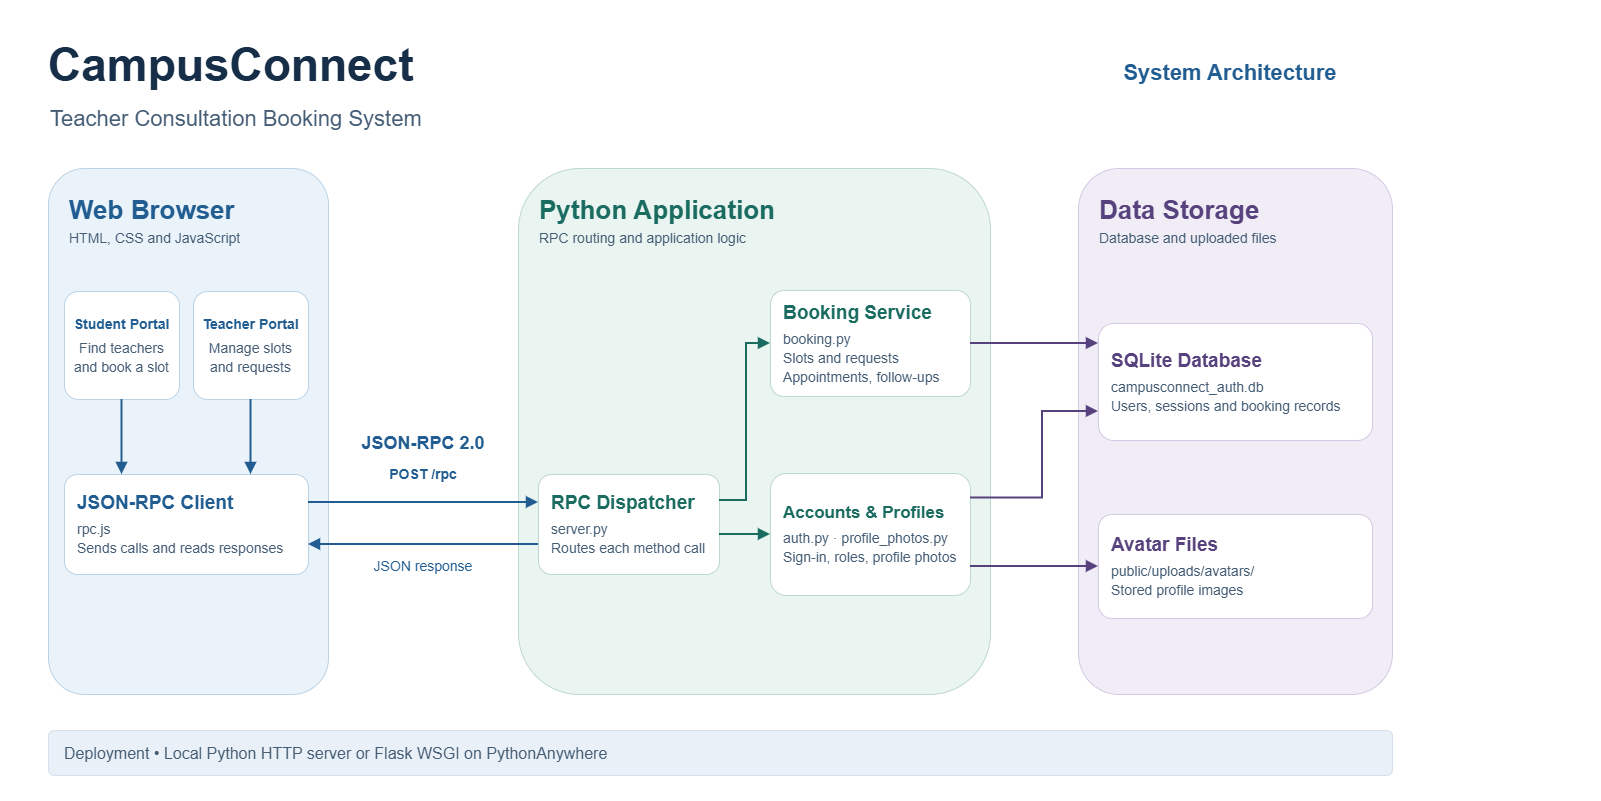 CampusConnect
System Architecture
Teacher Consultation Booking System
Web Browser
HTML, CSS and JavaScript
Student Portal
Find teachers
and book a slot
Teacher Portal
Manage slots
and requests
JSON-RPC Client
rpc.js
Sends calls and reads responses
JSON-RPC 2.0
POST /rpc
JSON response
Python Application
RPC routing and application logic
RPC Dispatcher
server.py
Routes each method call
Booking Service
booking.py
Slots and requests
Appointments, follow-ups
Accounts & Profiles
auth.py · profile_photos.py
Sign-in, roles, profile photos
Data Storage
Database and uploaded files
SQLite Database
campusconnect_auth.db
Users, sessions and booking records
Avatar Files
public/uploads/avatars/
Stored profile images
Deployment • Local Python HTTP server or Flask WSGI on PythonAnywhere